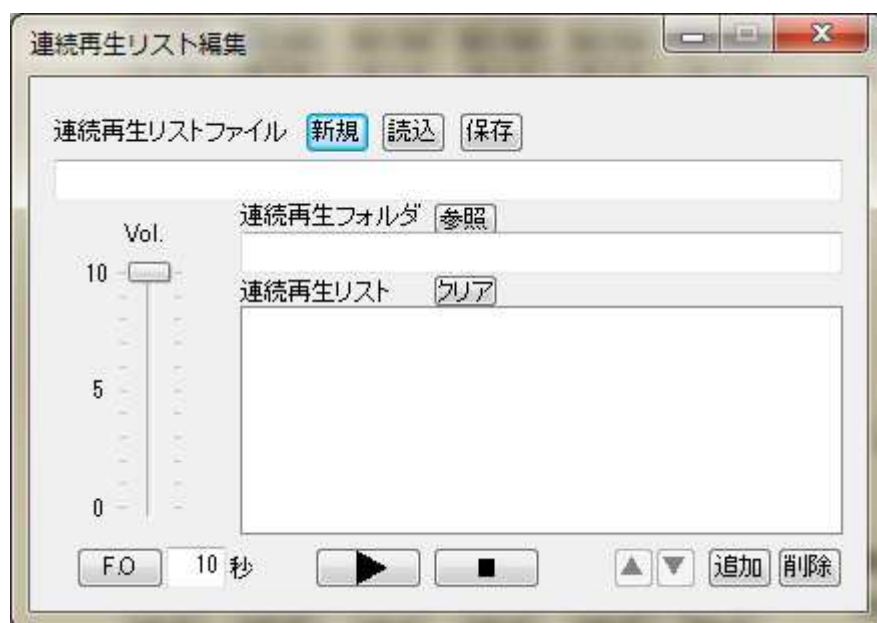 連続再生リスト編集
連続再生リストファイル 新規 読込 保存
連続再生フォルダ 参照
Vol.
10
連続再生リスト クリア
5
0
F.O 10 秒 追加 削除